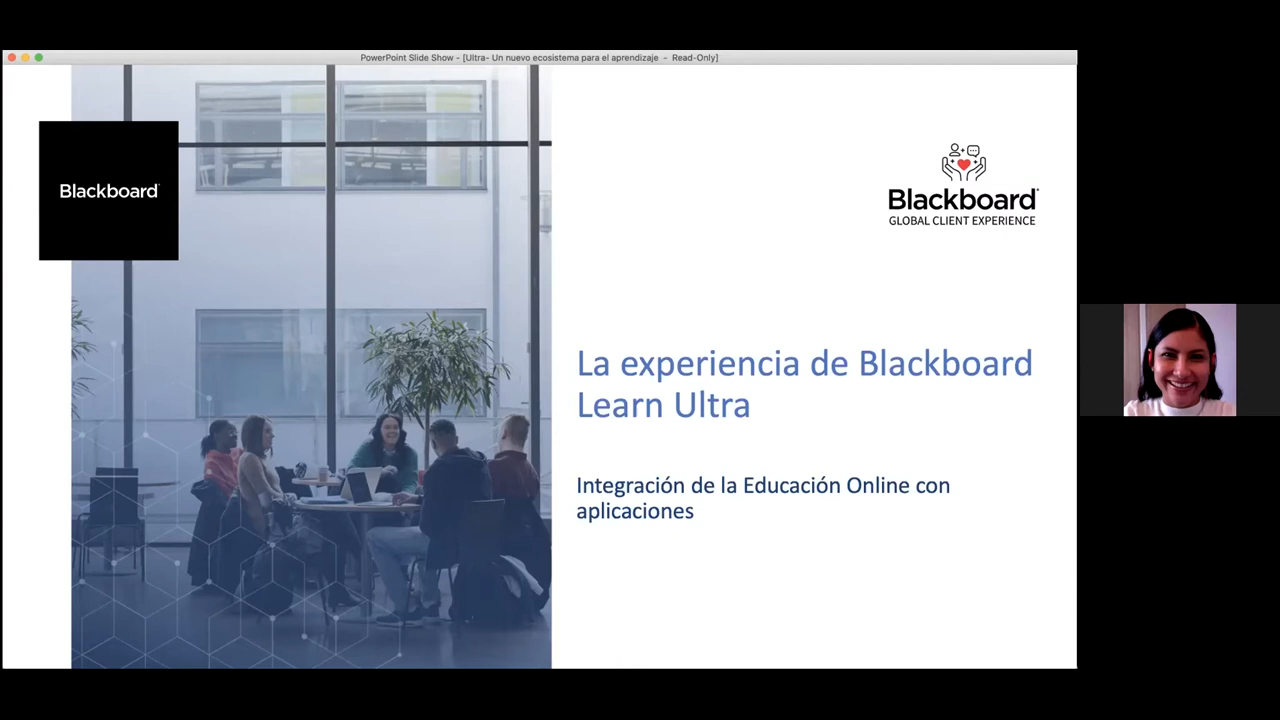 PowerPoint Slide Show - [Ultra- Un nuevo ecosistema para el aprendizaje – Read-Only]
Blackboard
Blackboard
GLOBAL CLIENT EXPERIENCE
La experiencia de Blackboard
Learn Ultra
Integración de la Educación Online con
aplicaciones